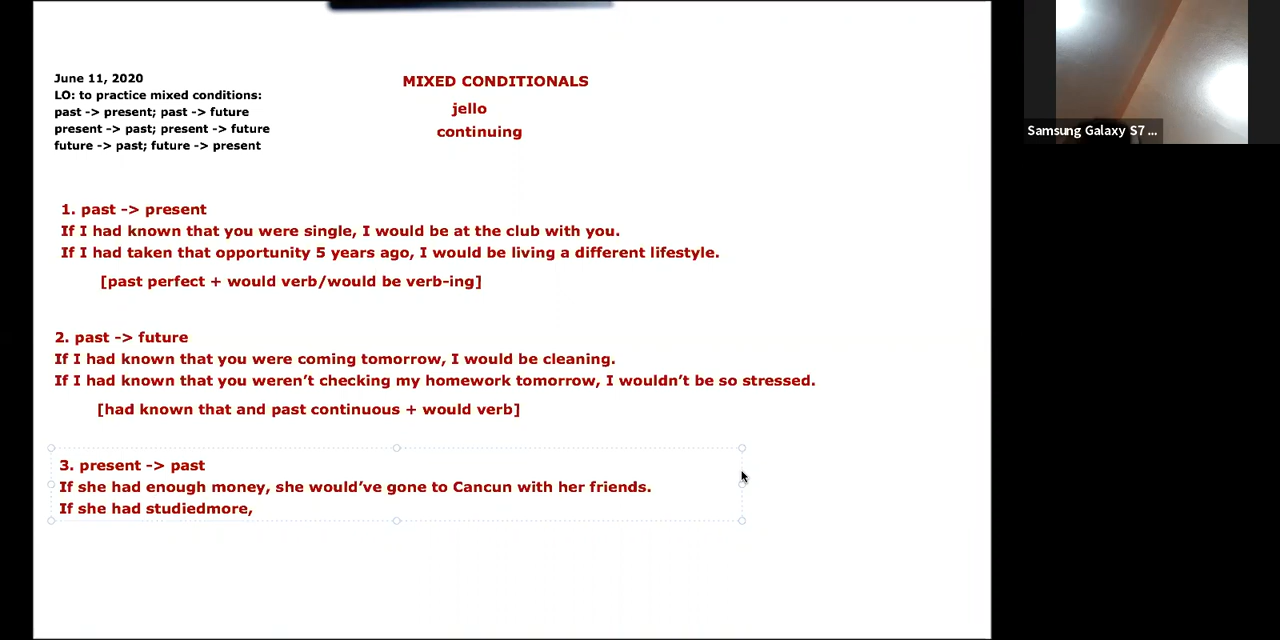 June 11, 2020
LO: to practice mixed conditions:
past -> present; past -> future
present -> past; present -> future
future -> past; future -> present
MIXED CONDITIONALS
jello
continuing
Samsung Galaxy S7 ...
1. past -> present
If I had known that you were single, I would be at the club with you.
If I had taken that opportunity 5 years ago, I would be living a different lifestyle.
[past perfect + would verb/would be verb-ing]
2. past -> future
If I had known that you were coming tomorrow, I would be cleaning.
If I had known that you weren’t checking my homework tomorrow, I wouldn’t be so stressed.
[had known that and past continuous + would verb]
3. present -> past
If she had enough money, she would’ve gone to Cancun with her friends.
If she had studiedmore,